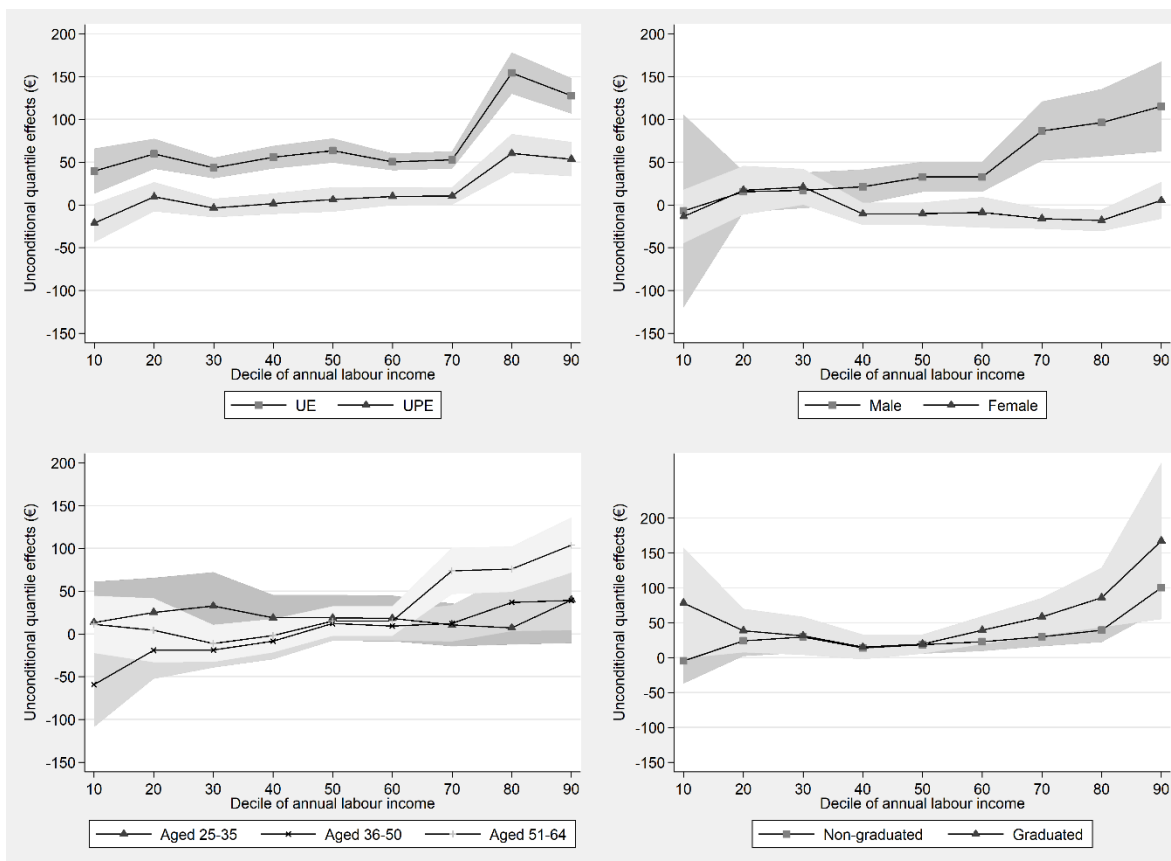 Unconditional quantile effects (€)
200
150
100
50
0
-50
-100
-150
10 20 30 40 50 60 70 80 90
Decile of annual labour income
UE UPE
Unconditional quantile effects (€)
200
150
100
50
0
-50
-100
-150
10 20 30 40 50 60 70 80 90
Decile of annual labour income
Male Female
Unconditional quantile effects (€)
200
150
100
50
0
-50
-100
-150
10 20 30 40 50 60 70 80 90
Decile of annual labour income
Aged 25-35 Aged 36-50 Aged 51-64
Unconditional quantile effects (€)
200
150
100
50
0
-50
-100
-150
10 20 30 40 50 60 70 80 90
Decile of annual labour income
Non-graduated Graduated